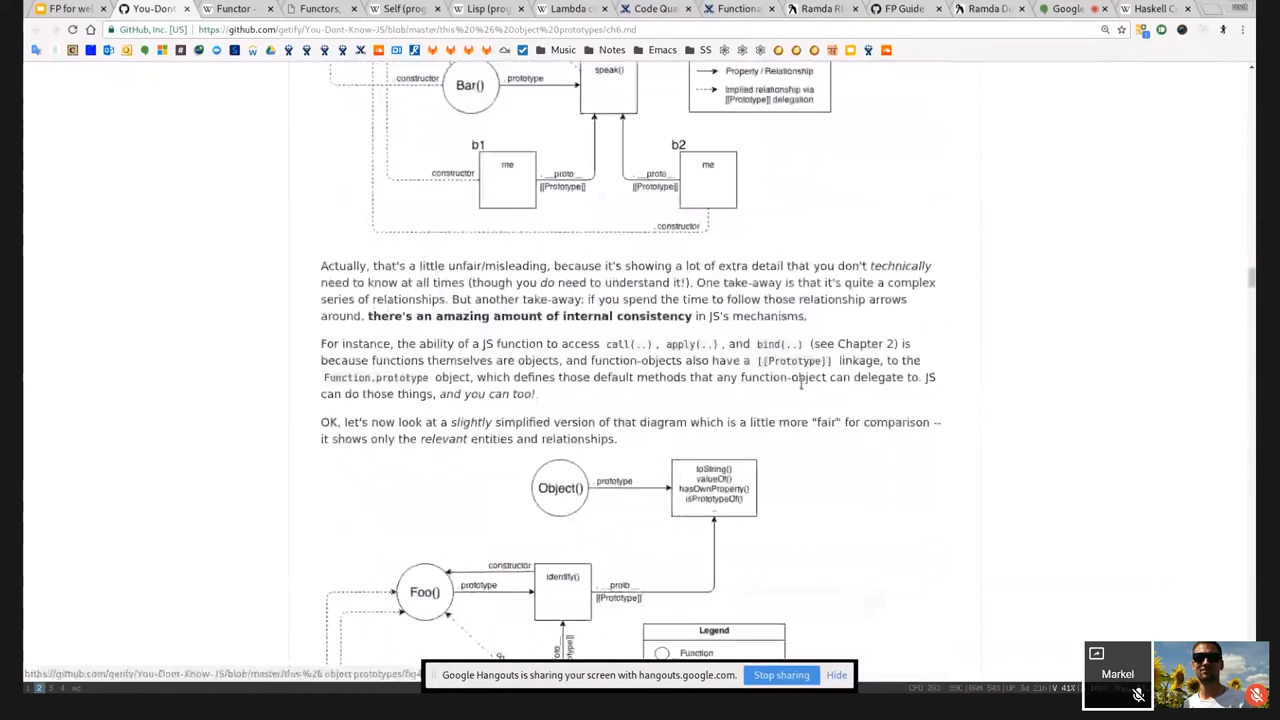 FP for wel
You-Dont
Functor -
Functors,
Self (prog
Lisp (prog
Lambda c
Code Qua
Functiona
Ramda RE
FP Guide
Ramda Do
Google
Haskell C
GitHub, Inc. [US]
https://github.com/getify/You-Dont-Know-JS/blob/master/this%20%26%20object%20prototypes/ch6.md
Music
Notes
Emacs
SS
constructor
Bar()
.prototype
speak()
Property / Relationship
Implied relationship via
[[Prototype]] delegation
b1
b2
me
me
constructor
.__proto__
[[Prototype]]
.__proto__
[[Prototype]]
.constructor
Actually, that's a little unfair/misleading, because it's showing a lot of extra detail that you don't technically
need to know at all times (though you do need to understand it!). One take-away is that it's quite a complex
series of relationships. But another take-away: if you spend the time to follow those relationship arrows
around, there's an amazing amount of internal consistency in JS's mechanisms.
For instance, the ability of a JS function to access call(..) , apply(..) , and bind(..) (see Chapter 2) is
because functions themselves are objects, and function-objects also have a [[Prototype]] linkage, to the
Function.prototype object, which defines those default methods that any function-object can delegate to. JS
can do those things, and you can too!.
OK, let's now look at a slightly simplified version of that diagram which is a little more "fair" for comparison --
it shows only the relevant entities and relationships.
Object()
.prototype
toString()
valueOf()
hasOwnProperty()
isPrototypeOf()
...
Foo()
constructor
.prototype
identify()
.__proto__
[[Prototype]]
Legend
Function
Google Hangouts is sharing your screen with hangouts.google.com.
Stop sharing
Hide
Markel
1 2 3 4